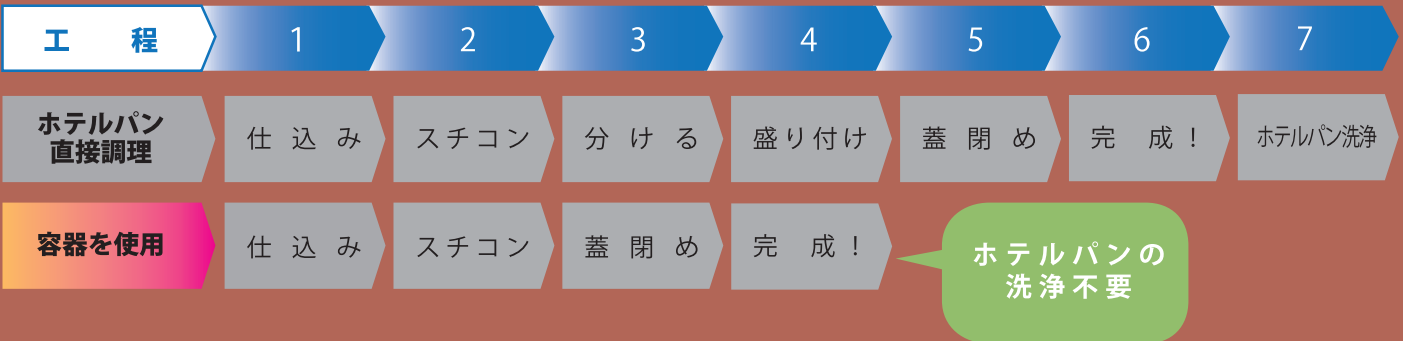 工程 1 2 3 4 5 6 7
ホテルパン
直接調理
仕込み スチコン 分ける 盛り付け 蓋閉め 完成! ホテルパン洗浄
容器を使用 仕込み スチコン 蓋閉め 完成!
ホテルパンの
洗浄不要